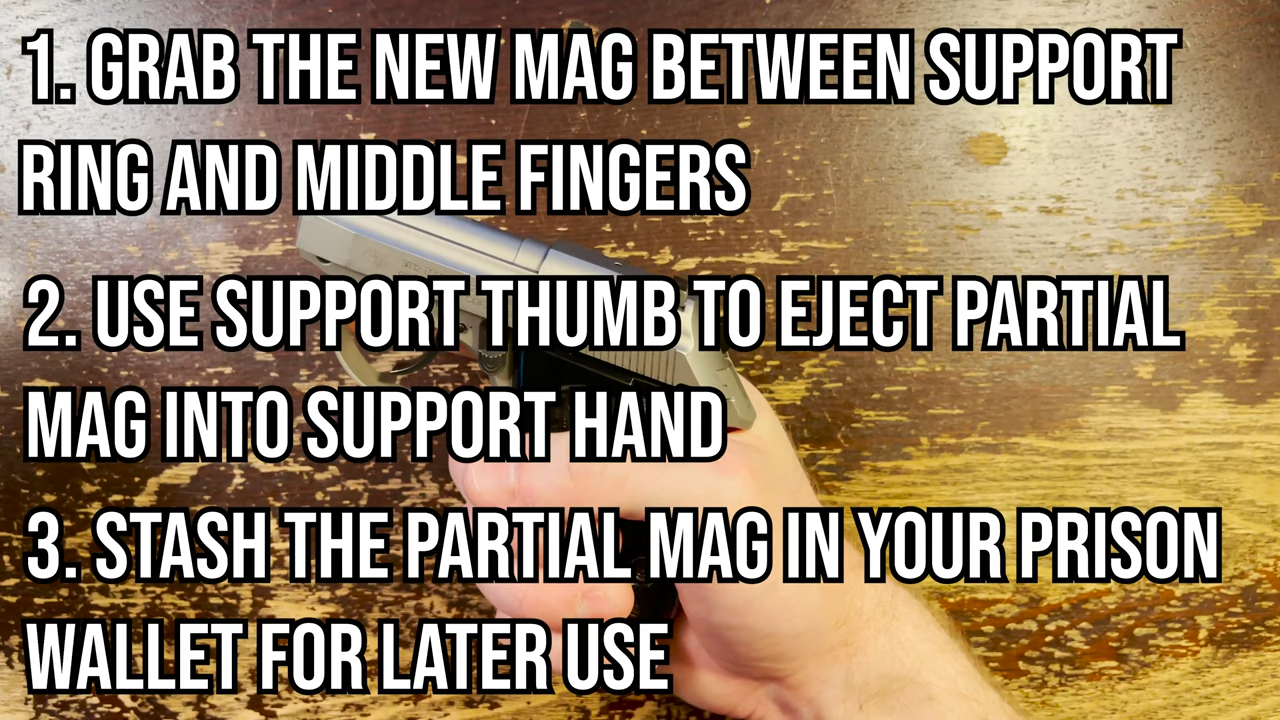 1. GRAB THE NEW MAG BETWEEN SUPPORT
RING AND MIDDLE FINGERS
2. USE SUPPORT THUMB TO EJECT PARTIAL
MAG INTO SUPPORT HAND
3. STASH THE PARTIAL MAG IN YOUR PRISON
WALLET FOR LATER USE